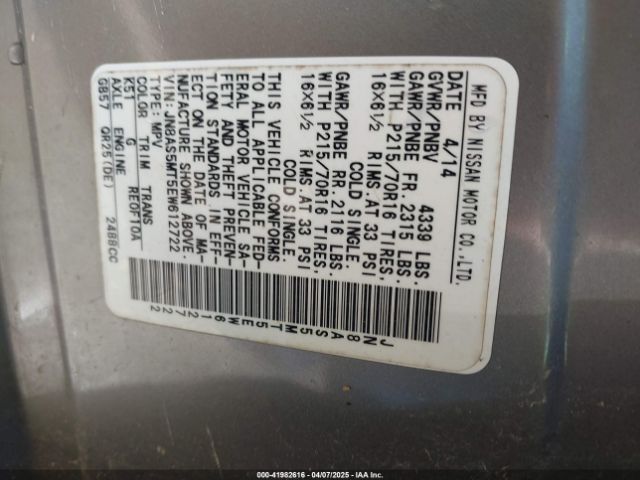 MFD BY NISSAN MOTOR CO.,LTD.
DATE 4/14
GVWR/PNBV 4339 LBS.
GAWR/PNBE FR. 2315 LBS.
WITH P215/70R16 TIRES,
16X6½ RIMS.AT 33 PSI
COLD SINGLE.
GAWR/PNBE RR. 2116 LBS.
WITH P215/70R16 TIRES,
16X6½ RIMS.AT 33 PSI
COLD SINGLE.
THIS VEHICLE CONFORMS
TO ALL APPLICABLE FED-
ERAL MOTOR VEHICLE SA-
FETY AND THEFT PREVEN-
TION STANDARDS IN EFF-
ECT ON THE DATE OF MA-
NUFACTURE SHOWN ABOVE.
VIN:JN8AS5MT5EW612722
TYPE:MPV
COLOR TRIM TRANS
K51 G RE0F10A
AXLE ENGINE
GB57 QR25(DE) 2488CC
JN8AS5MT5EW612722
000-41982616 - 04/07/2025 - IAA Inc.